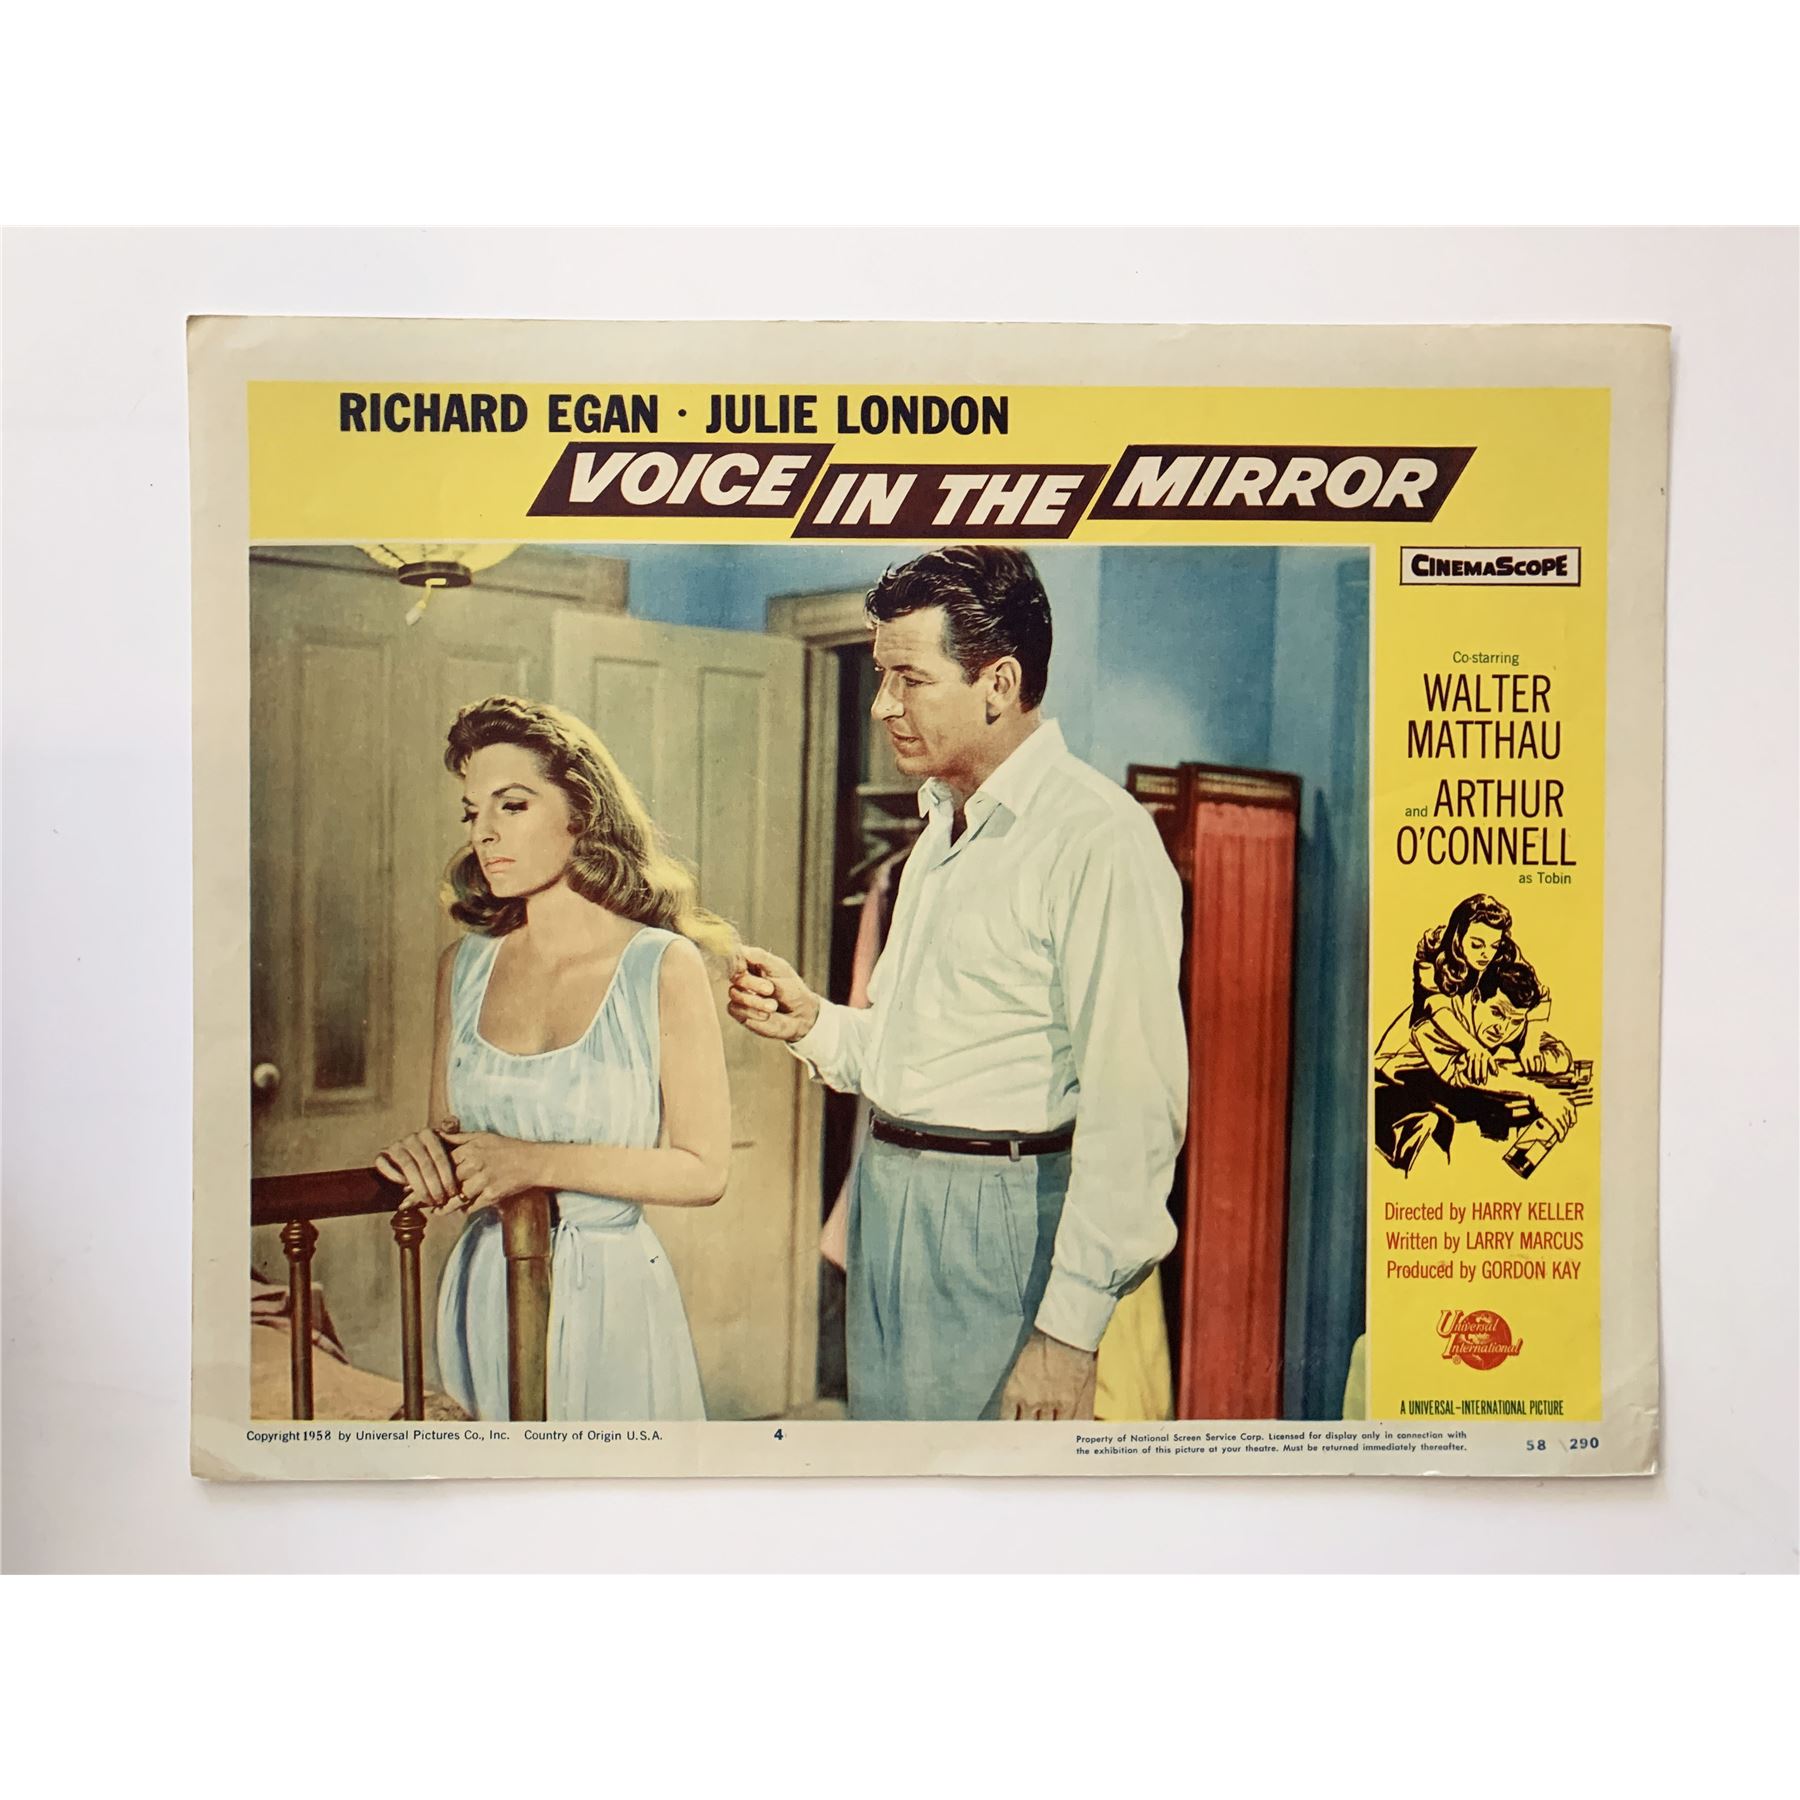 RICHARD EGAN · JULIE LONDON
VOICE IN THE MIRROR
CINEMASCOPE
Co-starring
WALTER
MATTHAU
and ARTHUR
O'CONNELL
as Tobin
Directed by HARRY KELLER
Written by LARRY MARCUS
Produced by GORDON KAY
Universal
International
®
A UNIVERSAL-INTERNATIONAL PICTURE
Copyright 1958 by Universal Pictures Co., Inc. Country of Origin U.S.A.
4
Property of National Screen Service Corp. Licensed for display only in connection with
the exhibition of this picture at your theatre. Must be returned immediately thereafter.
58 290